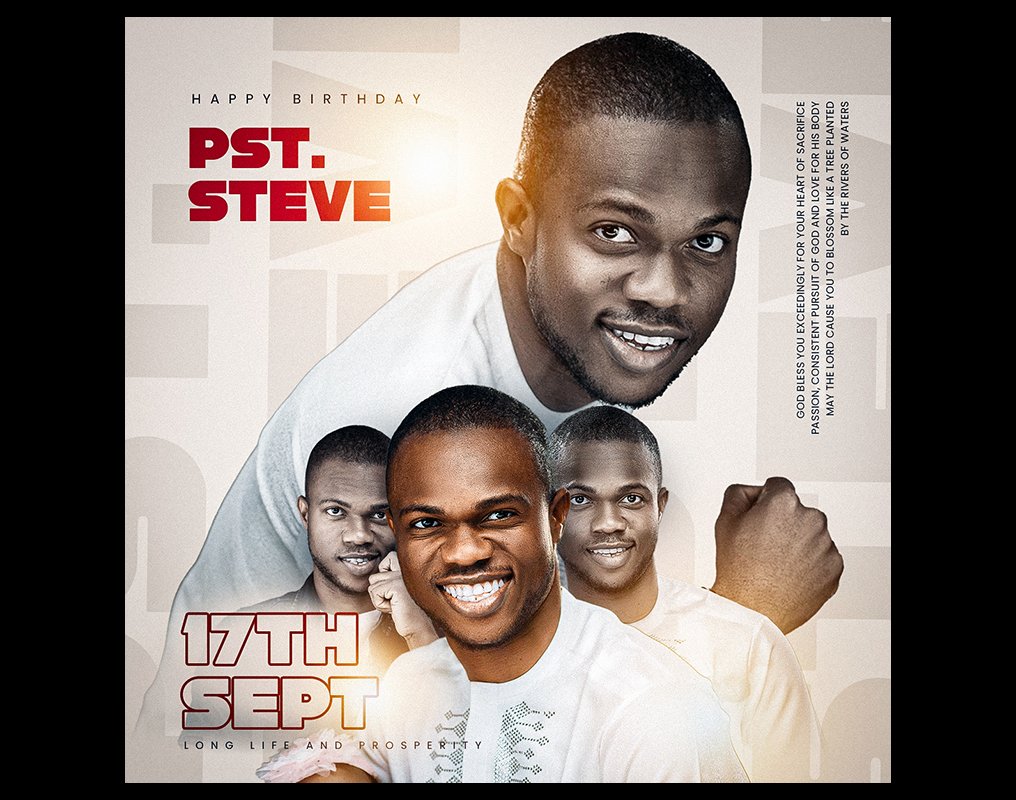 HAPPY BIRTHDAY
PST.
STEVE
GOD BLESS YOU EXCEEDINGLY FOR YOUR HEART OF SACRIFICE
PASSION, CONSISTENT PURSUIT OF GOD AND LOVE FOR HIS BODY
MAY THE LORD CAUSE YOU TO BLOSSOM LIKE A TREE PLANTED
BY THE RIVERS OF WATERS
17TH
SEPT
LONG LIFE AND PROSPERITY